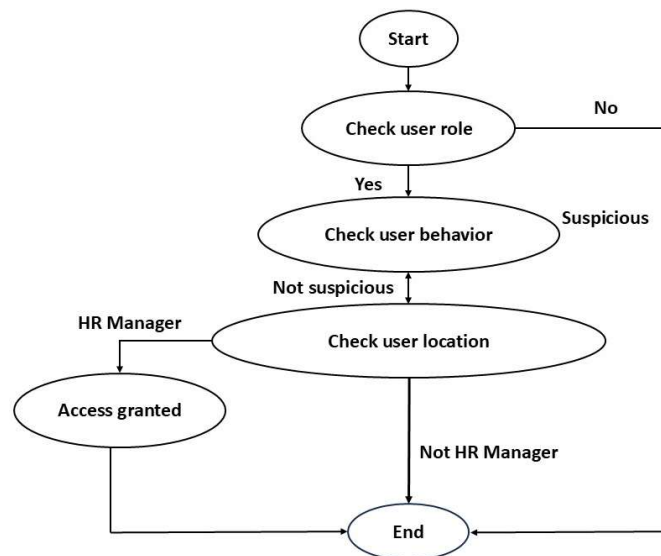 Start
No
Check user role
Yes
Suspicious
Check user behavior
Not suspicious
HR Manager
Check user location
Access granted
Not HR Manager
End